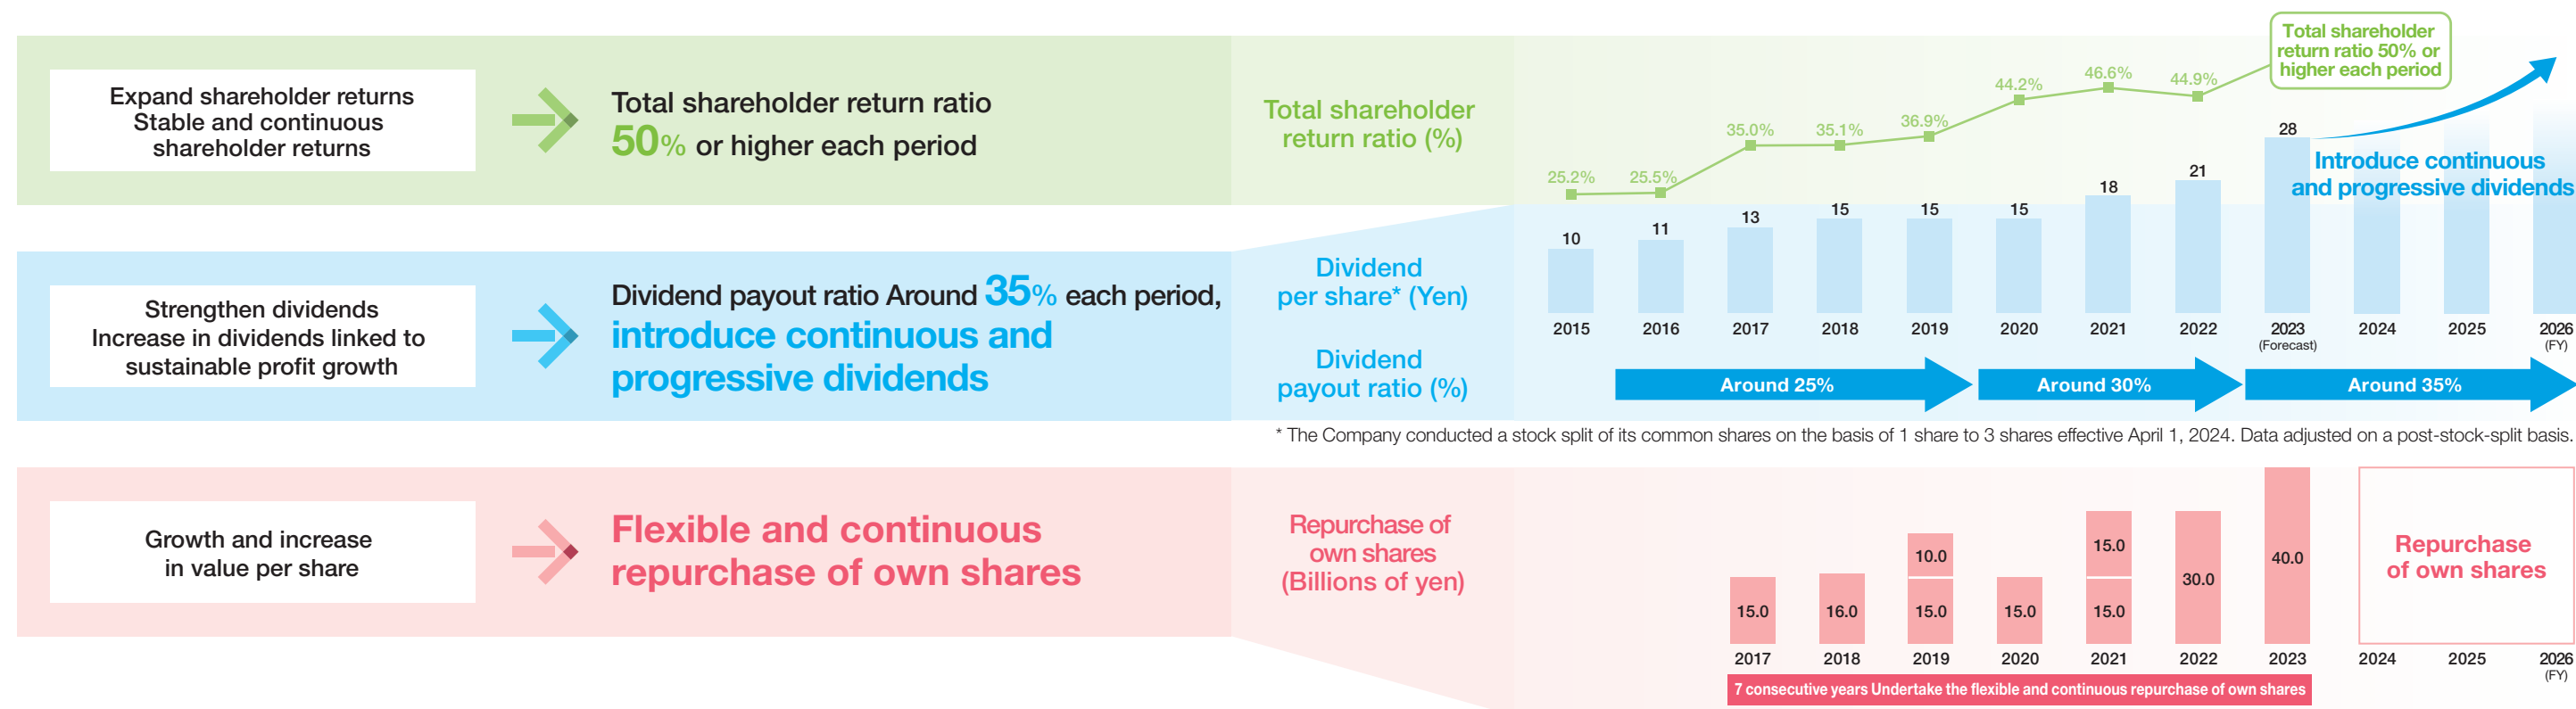 Expand shareholder returns
Stable and continuous
shareholder returns
Total shareholder return ratio
50% or higher each period
Total shareholder
return ratio (%)
25.2%
25.5%
35.0%
35.1%
36.9%
44.2%
46.6%
44.9%
Total shareholder
return ratio 50% or
higher each period
Strengthen dividends
Increase in dividends linked to
sustainable profit growth
Dividend payout ratio Around 35% each period,
introduce continuous and
progressive dividends
Dividend
per share* (Yen)
10
11
13
15
15
15
18
21
28
Introduce continuous
and progressive dividends
2015
2016
2017
2018
2019
2020
2021
2022
2023
(Forecast)
2024
2025
2026
(FY)
Dividend
payout ratio (%)
Around 25%
Around 30%
Around 35%
* The Company conducted a stock split of its common shares on the basis of 1 share to 3 shares effective April 1, 2024. Data adjusted on a post-stock-split basis.
Growth and increase
in value per share
Flexible and continuous
repurchase of own shares
Repurchase of
own shares
(Billions of yen)
15.0
16.0
10.0
15.0
15.0
15.0
15.0
30.0
40.0
Repurchase
of own shares
2017
2018
2019
2020
2021
2022
2023
2024
2025
2026
(FY)
7 consecutive years Undertake the flexible and continuous repurchase of own shares